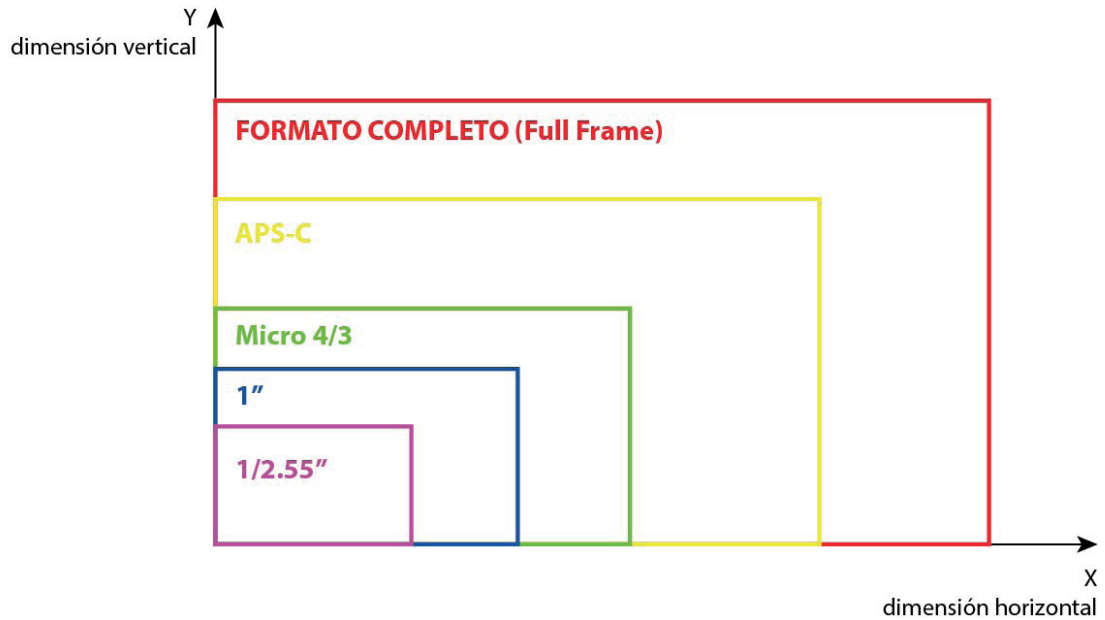 Y
dimensión vertical
FORMATO COMPLETO (Full Frame)
APS-C
Micro 4/3
1”
1/2.55”
X
dimensión horizontal